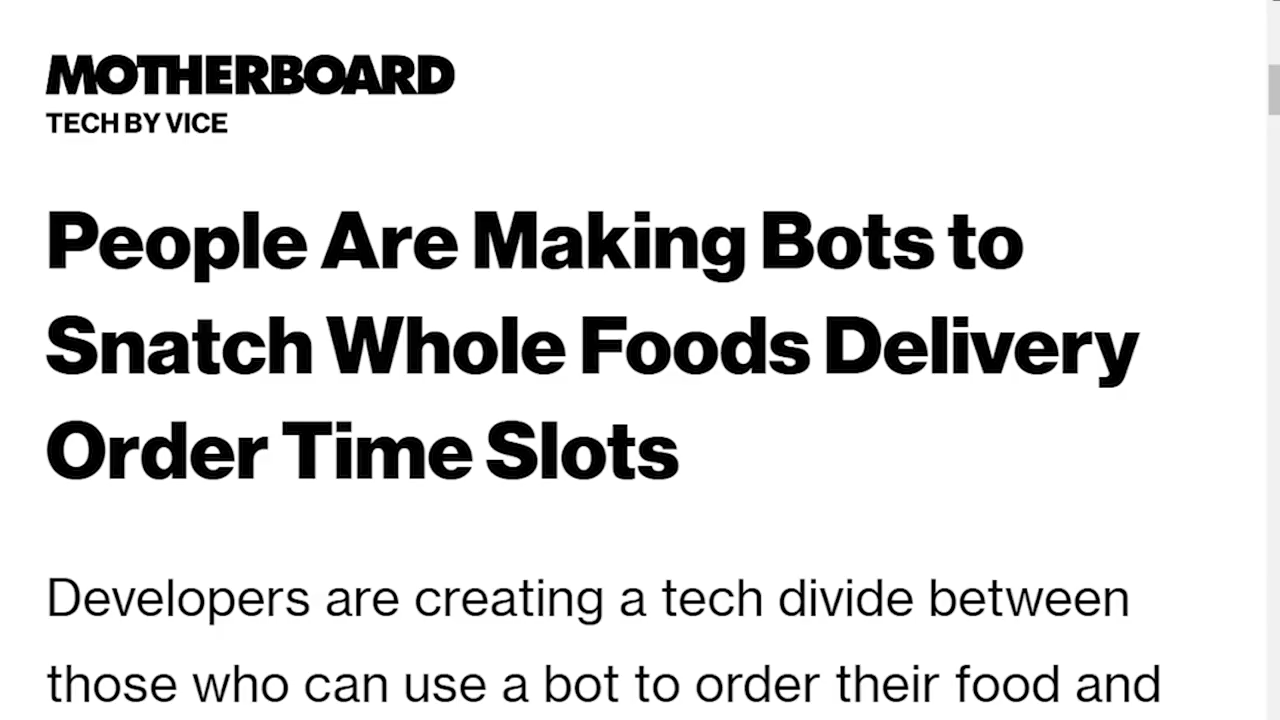 MOTHERBOARD
TECH BY VICE
People Are Making Bots to
Snatch Whole Foods Delivery
Order Time Slots
Developers are creating a tech divide between
those who can use a bot to order their food and